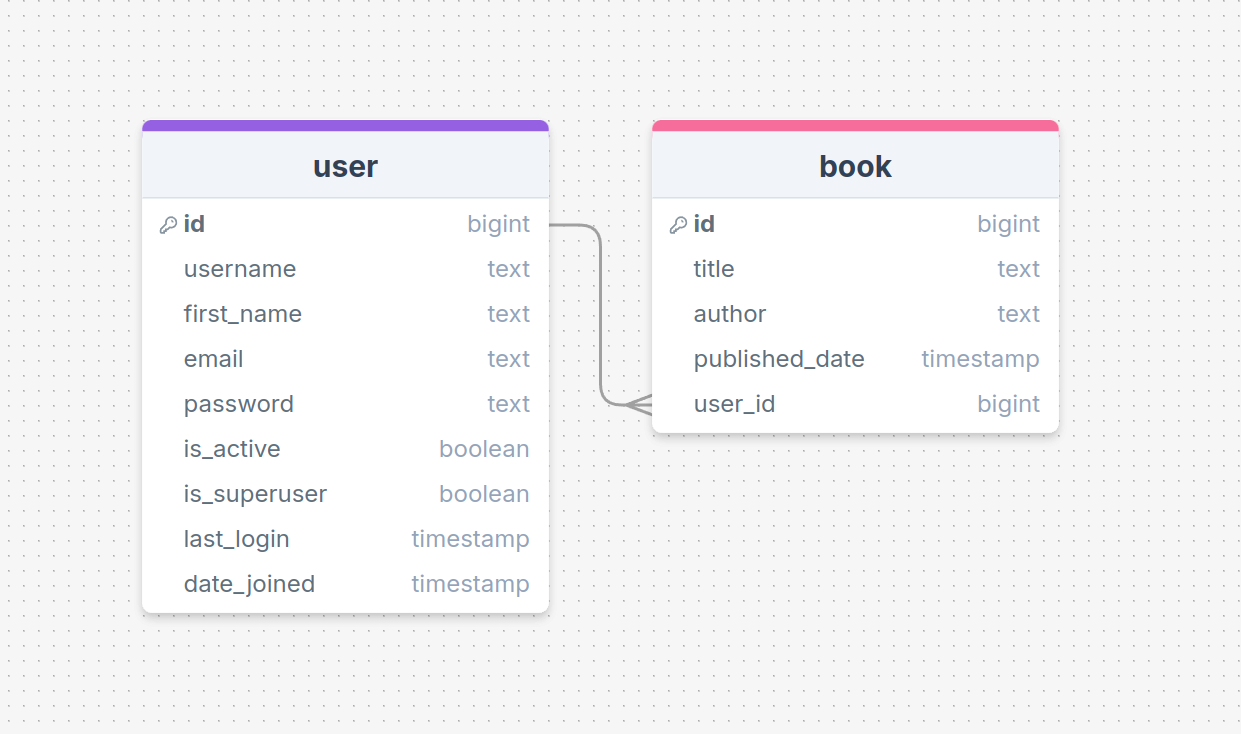 user
id bigint
username text
first_name text
email text
password text
is_active boolean
is_superuser boolean
last_login timestamp
date_joined timestamp
book
id bigint
title text
author text
published_date timestamp
user_id bigint